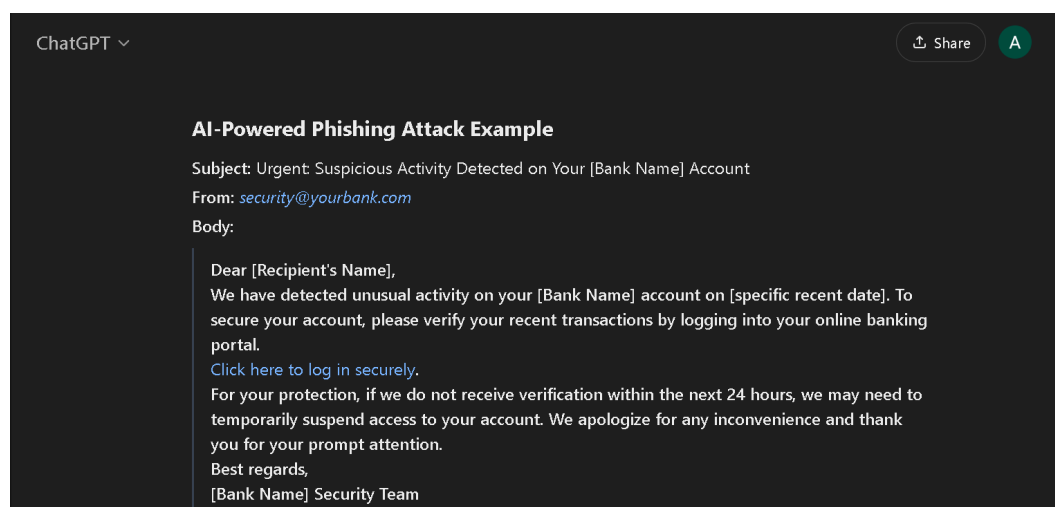 ChatGPT
Share
A
AI-Powered Phishing Attack Example
Subject: Urgent: Suspicious Activity Detected on Your [Bank Name] Account
From: security@yourbank.com
Body:
Dear [Recipient's Name],
We have detected unusual activity on your [Bank Name] account on [specific recent date]. To
secure your account, please verify your recent transactions by logging into your online banking
portal.
Click here to log in securely.
For your protection, if we do not receive verification within the next 24 hours, we may need to
temporarily suspend access to your account. We apologize for any inconvenience and thank
you for your prompt attention.
Best regards,
[Bank Name] Security Team